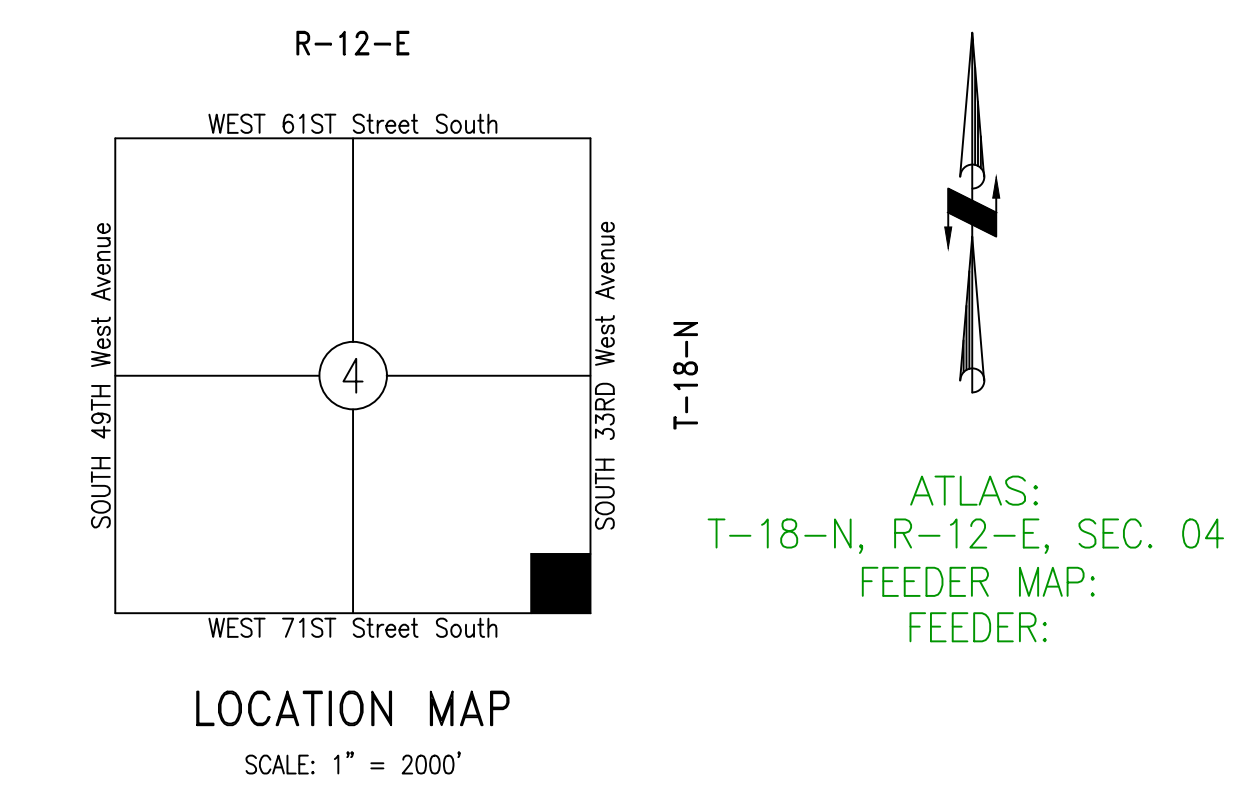 R-12-E
WEST 61ST Street South
SOUTH 49TH West Avenue
4
SOUTH 33RD West Avenue
T-18-N
WEST 71ST Street South
LOCATION MAP
SCALE: 1" = 2000'
ATLAS:
T-18-N, R-12-E, SEC. 04
FEEDER MAP:
FEEDER: